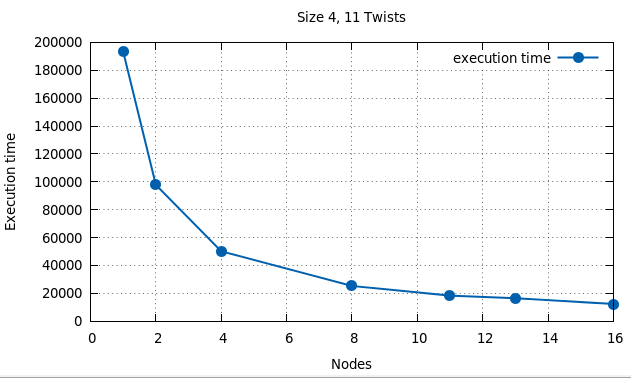 Size 4, 11 Twists
execution time
Execution time
200000
180000
160000
140000
120000
100000
80000
60000
40000
20000
0
0 2 4 6 8 10 12 14 16
Nodes